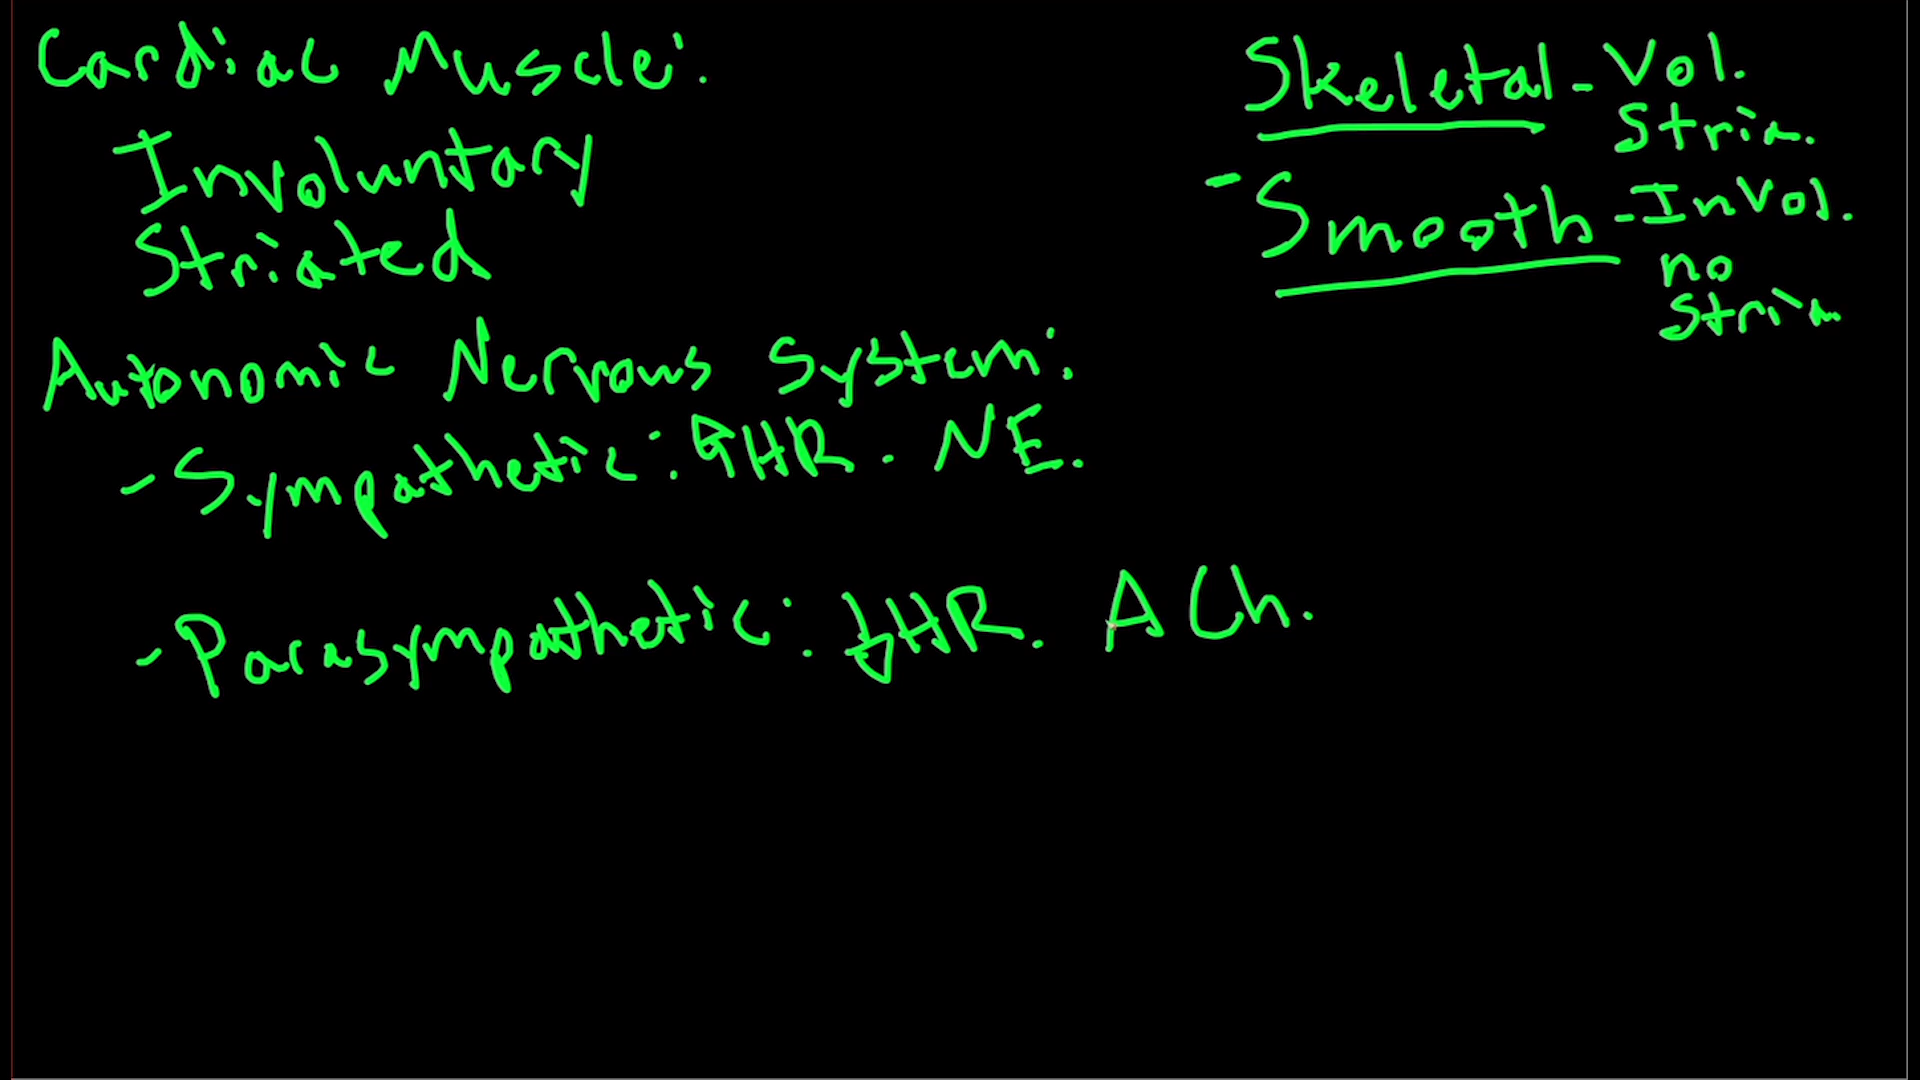 Cardiac Muscle:
Involuntary
Striated
Autonomic Nervous System:
- Sympathetic: ↑HR. NE.
- Parasympathetic: ↓HR. ACh.
Skeletal - Vol.
Stria.
- Smooth - InVol.
no
Stria